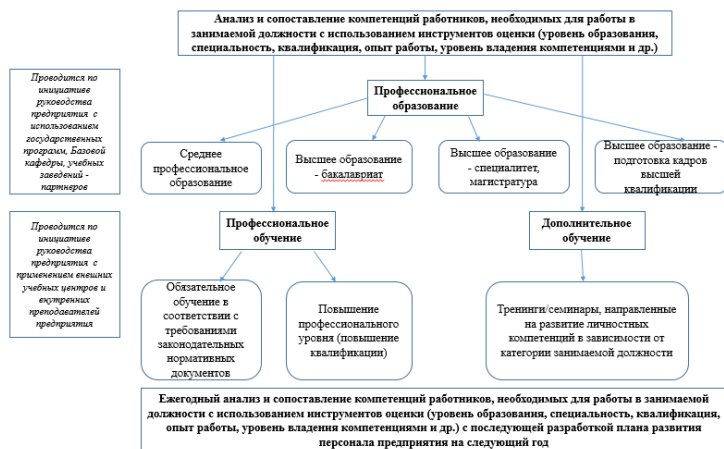 Анализ и сопоставление компетенций работников, необходимых для работы в
занимаемой должности с использованием инструментов оценки (уровень образования,
специальность, квалификация, опыт работы, уровень владения компетенциями и др.)
Проводится по
инициативе
руководства
предприятия с
использованием
государственных
программ, Базовой
кафедры, учебных
заведений -
партнеров
Профессиональное
образование
Среднее
профессиональное
образование
Высшее образование
- бакалавриат
Высшее образование
- специалитет,
магистратура
Высшее образование -
подготовка кадров
высшей
квалификации
Проводится по
инициативе
руководства
предприятия с
применением внешних
учебных центров и
внутренних
преподавателей
предприятия
Профессиональное
обучение
Дополнительное
обучение
Обязательное
обучение в
соответствии с
требованиями
законодательных
нормативных
документов
Повышение
профессионального
уровня (повышение
квалификации)
Тренинги/семинары, направленные
на развитие личностных
компетенций в зависимости от
категории занимаемой должности
Ежегодный анализ и сопоставление компетенций работников, необходимых для работы в занимаемой
должности с использованием инструментов оценки (уровень образования, специальность, квалификация,
опыт работы, уровень владения компетенциями и др.) с последующей разработкой плана развития
персонала предприятия на следующий год